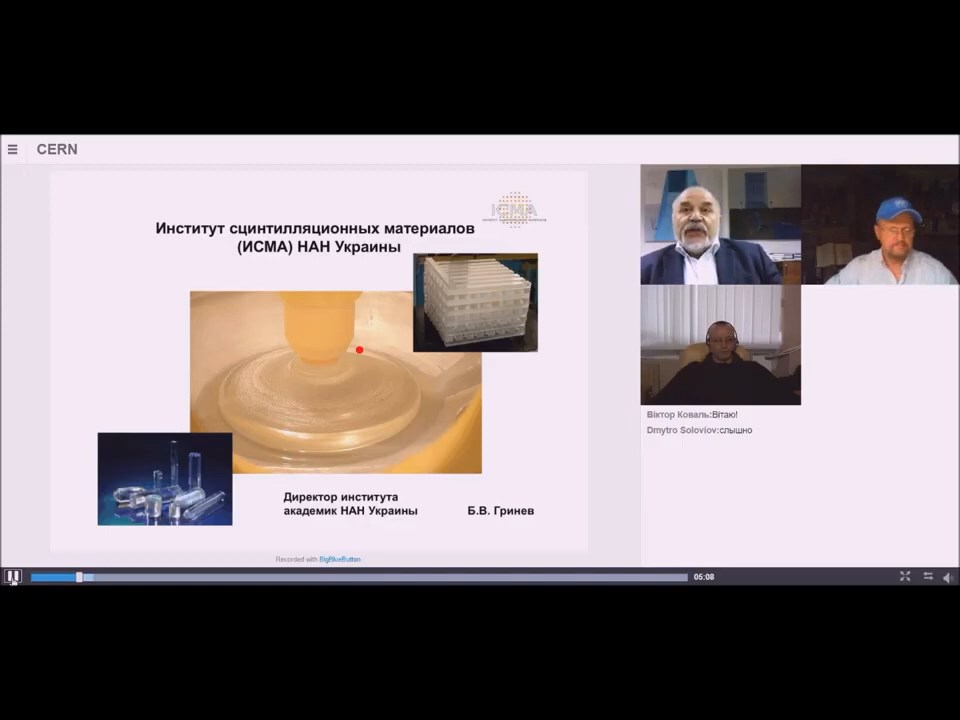 CERN
ИСМА
Институт сцинтилляционных материалов
(ИСМА) НАН Украины
Директор института
академик НАН Украины
Б.В. Гринев
Віктор Коваль:Вітаю!
Dmytro Soloviov:слышно
Recorded with BigBlueButton
05:08